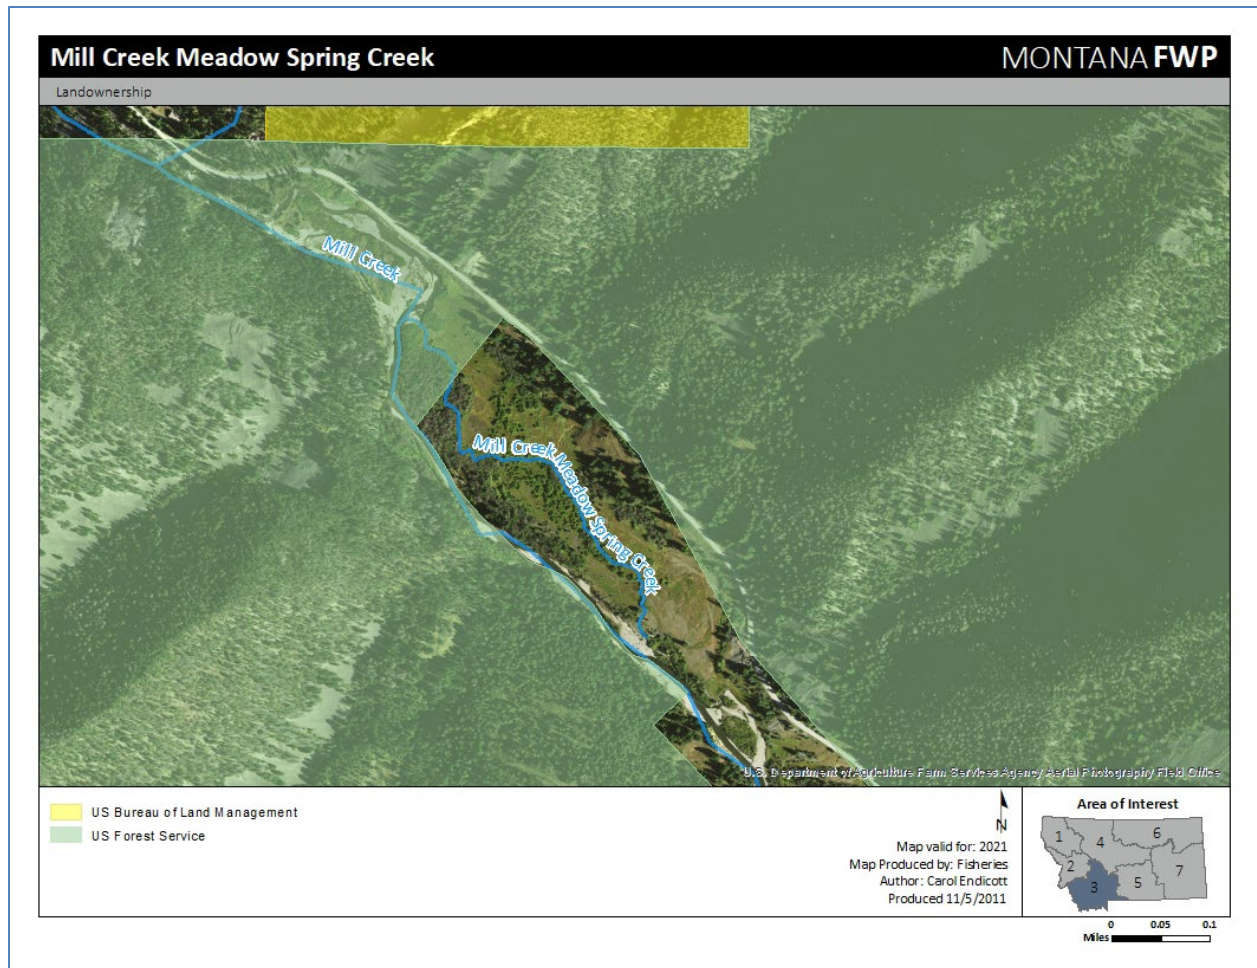 Mill Creek Meadow Spring Creek
MONTANA FWP
Landownership
Mill Creek
Mill Creek Meadow Spring Creek
U.S. Department of Agriculture Farm Services Agency Aerial Photography Field Office
US Bureau of Land Management
US Forest Service
N
Map valid for: 2021
Map Produced by: Fisheries
Author: Carol Endicott
Produced 11/5/2011
Area of Interest
1
4
6
2
3
5
7
0 0.05 0.1
Miles